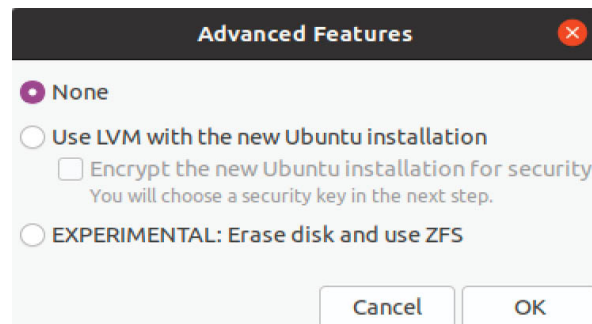 Advanced Features
None
Use LVM with the new Ubuntu installation
Encrypt the new Ubuntu installation for security
You will choose a security key in the next step.
EXPERIMENTAL: Erase disk and use ZFS
Cancel OK